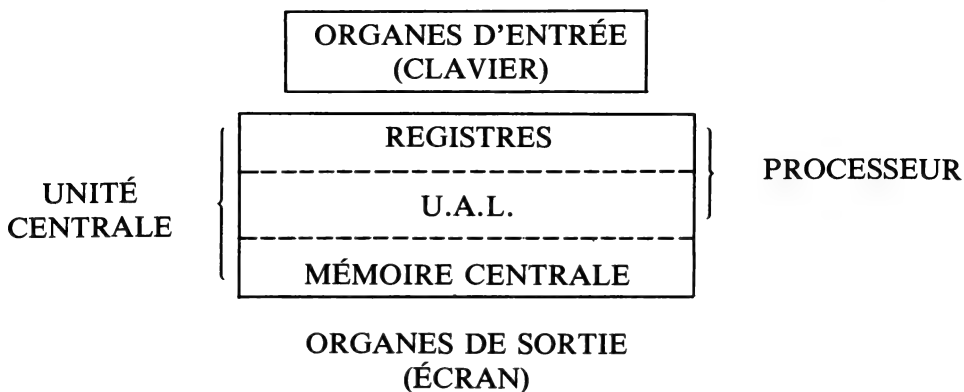 ORGANES D'ENTRÉE
(CLAVIER)
REGISTRES
PROCESSEUR
UNITÉ
CENTRALE
U.A.L.
MÉMOIRE CENTRALE
ORGANES DE SORTIE
(ÉCRAN)